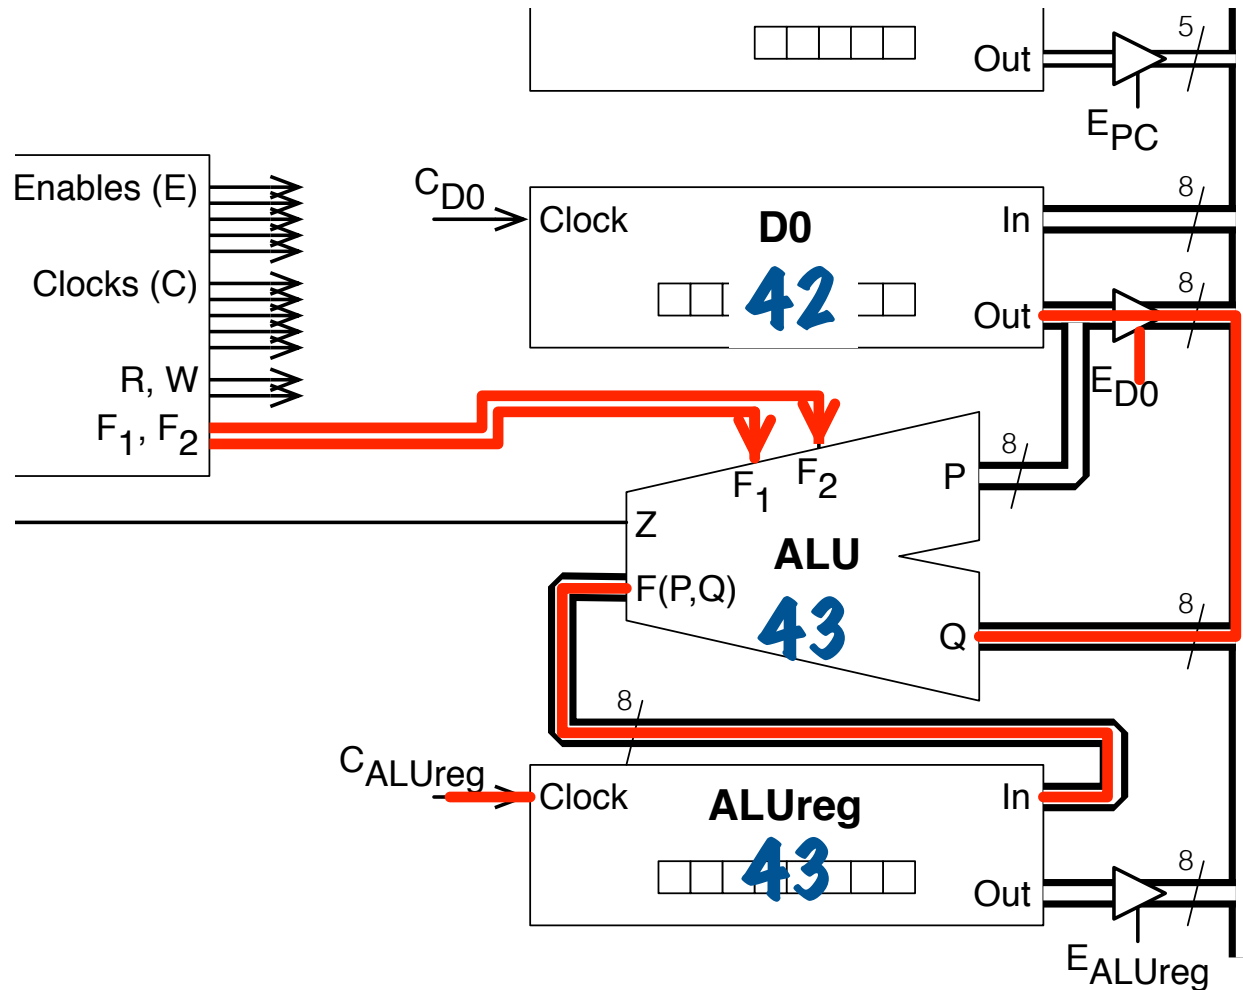 5
Out
E_PC
Enables (E)
C_D0
8
Clock
D0
In
Clocks (C)
42
8
Out
R, W
E_D0
F_1, F_2
8
P
F_1
F_2
Z
ALU
F(P,Q)
43
8
Q
8
C_ALUreg
Clock
ALUreg
In
43
8
Out
E_ALUreg